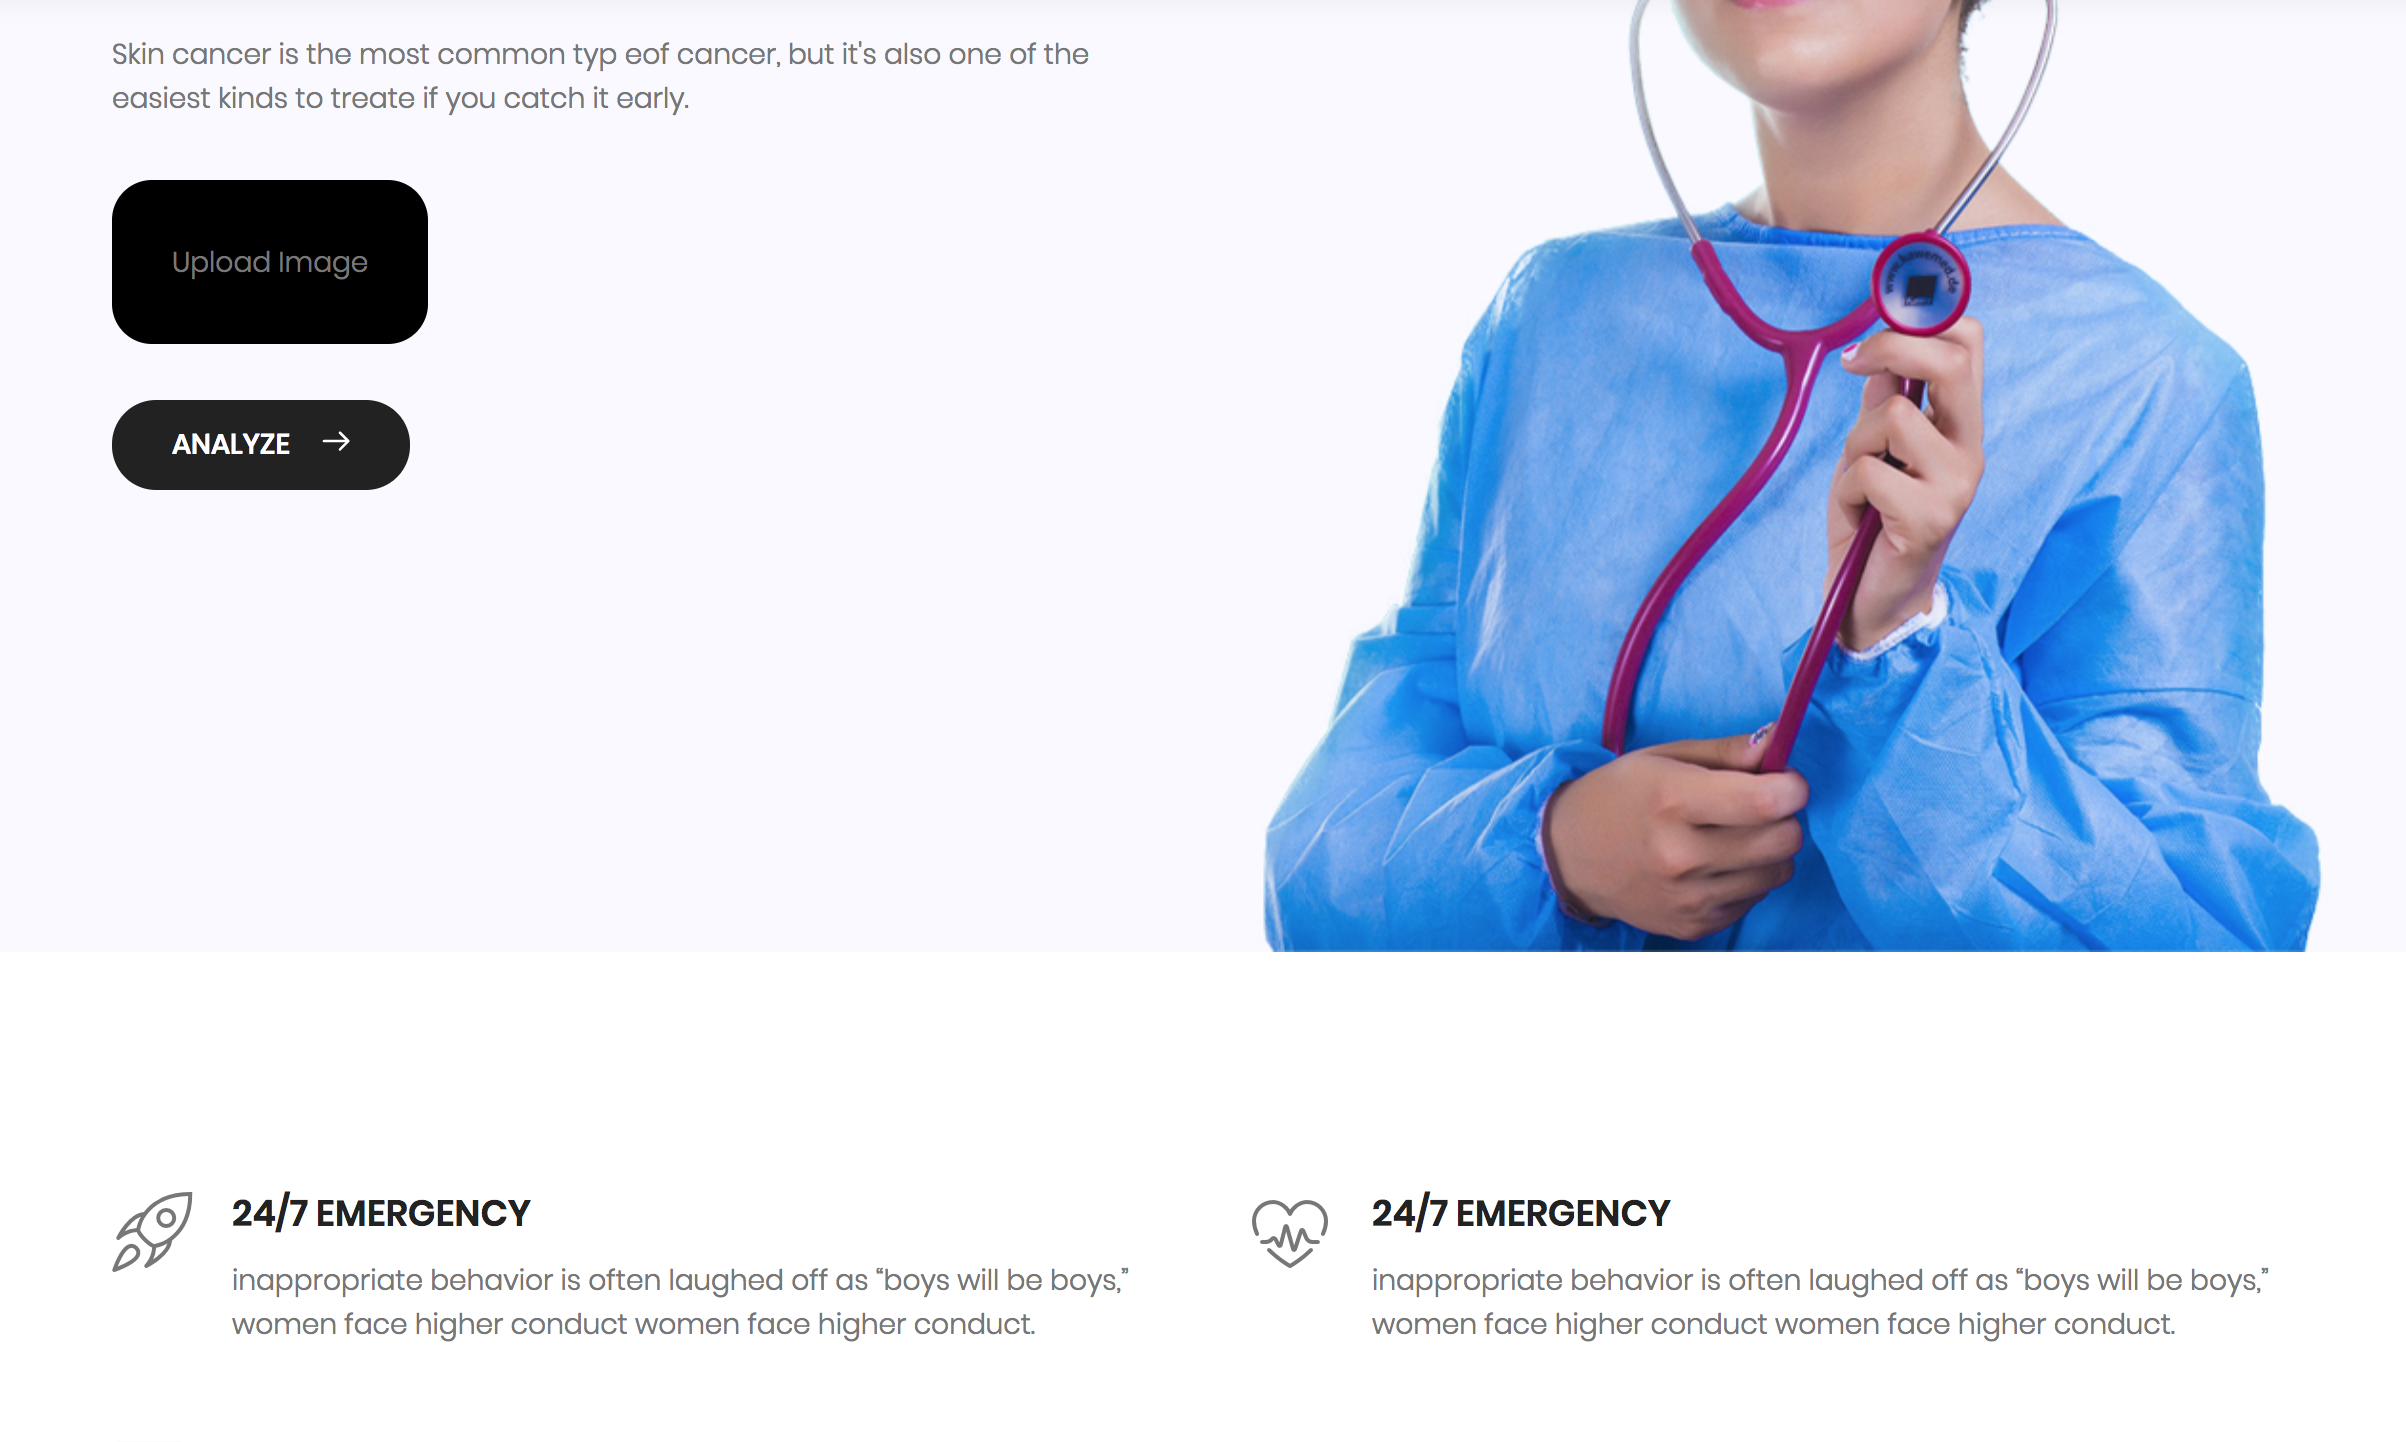 Skin cancer is the most common typ eof cancer, but it's also one of the
easiest kinds to treate if you catch it early.
Upload Image
www.kawemed.de
ANALYZE
24/7 EMERGENCY
inappropriate behavior is often laughed off as “boys will be boys,”
women face higher conduct women face higher conduct.
24/7 EMERGENCY
inappropriate behavior is often laughed off as “boys will be boys,”
women face higher conduct women face higher conduct.